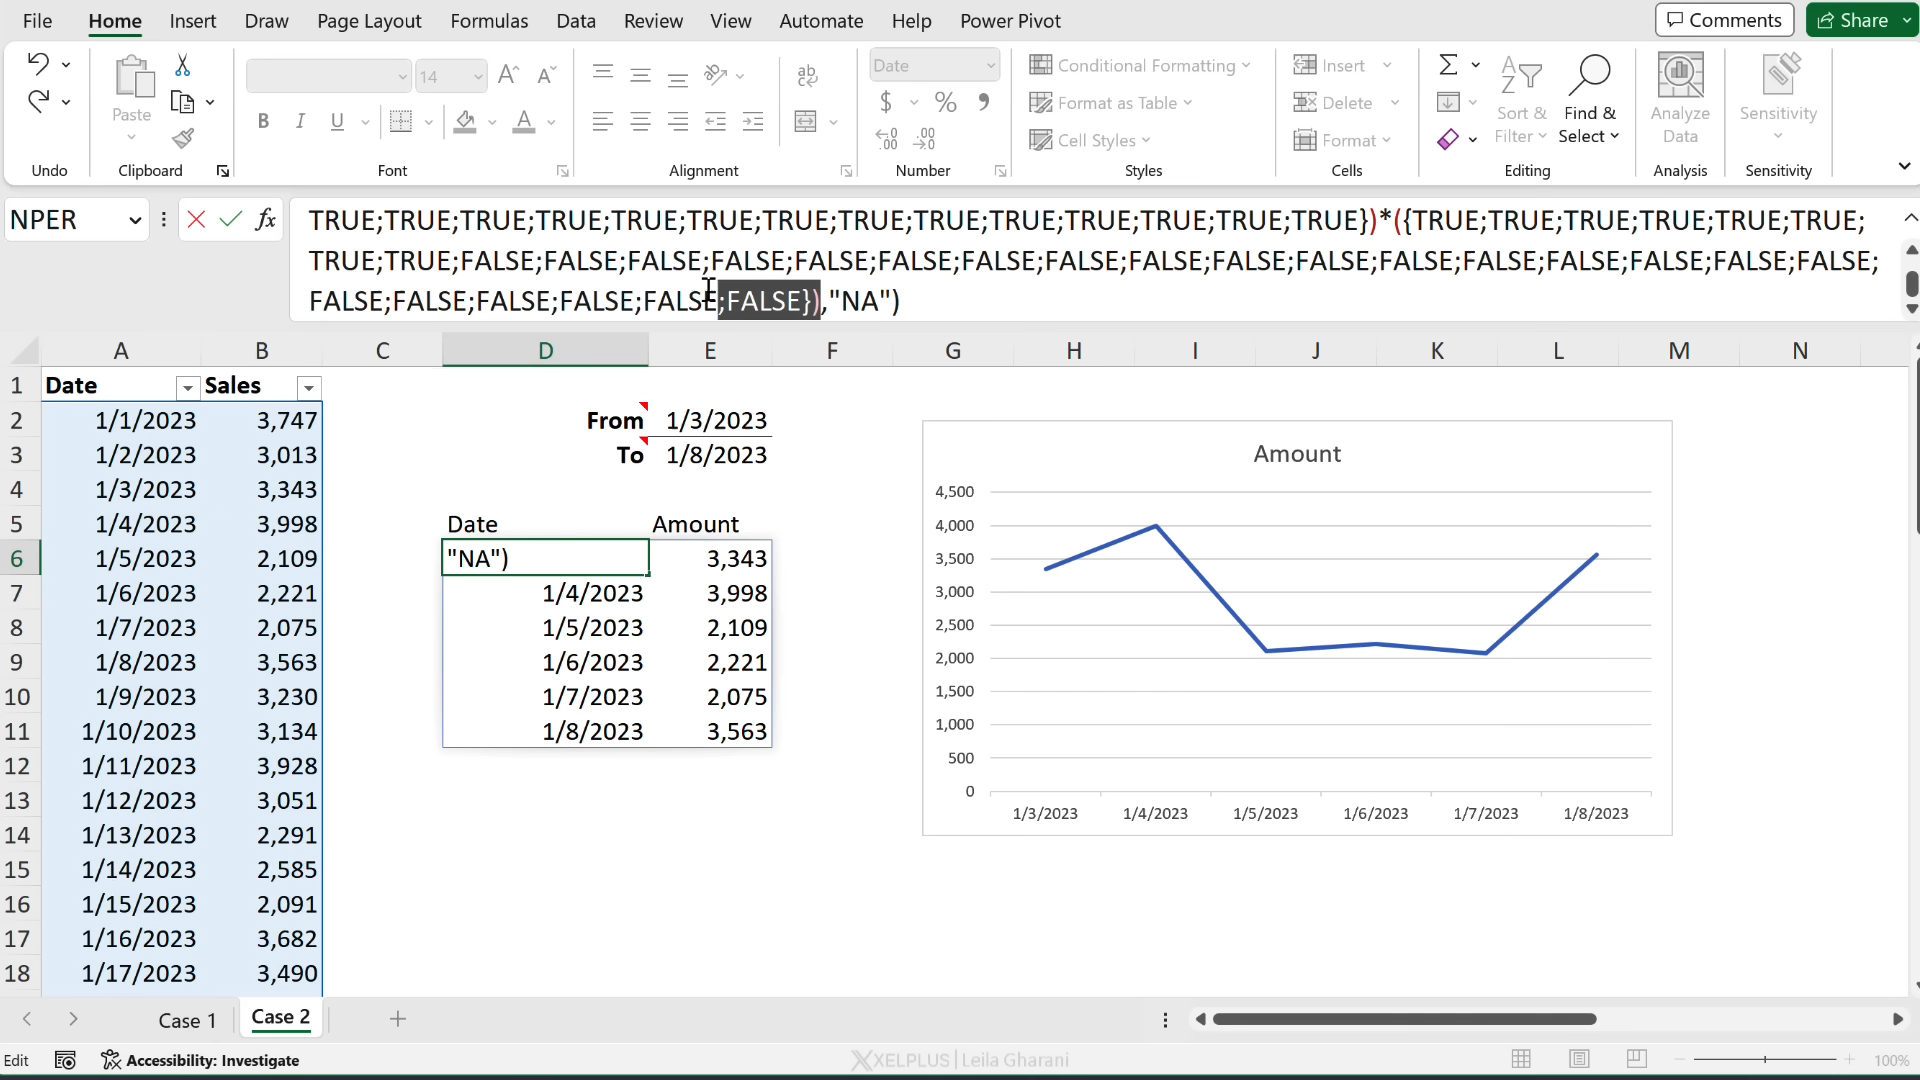 File Home Insert Draw Page Layout Formulas Data Review View Automate Help Power Pivot Comments Share
Undo
Paste
Clipboard
14
B I U A
Font
ab
Alignment
Date
$ % 9
Number
Conditional Formatting
Format as Table
Cell Styles
Styles
Insert
Delete
Format
Cells
Sort & Filter
Find & Select
Editing
Analyze Data
Analysis
Sensitivity
Sensitivity
NPER fx
TRUE;TRUE;TRUE;TRUE;TRUE;TRUE;TRUE;TRUE;TRUE;TRUE;TRUE;TRUE;TRUE;TRUE})*({TRUE;TRUE;TRUE;TRUE;TRUE;TRUE;
TRUE;TRUE;FALSE;FALSE;FALSE;FALSE;FALSE;FALSE;FALSE;FALSE;FALSE;FALSE;FALSE;FALSE;FALSE;FALSE;FALSE;FALSE;FALSE;
FALSE;FALSE;FALSE;FALSE;FALSE;FALSE}),"NA")
A B C D E F G H I J K L M N
1 Date Sales
2 1/1/2023 3,747 From 1/3/2023
3 1/2/2023 3,013 To 1/8/2023
4 1/3/2023 3,343
5 1/4/2023 3,998 Date Amount
6 1/5/2023 2,109 "NA") 3,343
7 1/6/2023 2,221 1/4/2023 3,998
8 1/7/2023 2,075 1/5/2023 2,109
9 1/8/2023 3,563 1/6/2023 2,221
10 1/9/2023 3,230 1/7/2023 2,075
11 1/10/2023 3,134 1/8/2023 3,563
12 1/11/2023 3,928
13 1/12/2023 3,051
14 1/13/2023 2,291
15 1/14/2023 2,585
16 1/15/2023 2,091
17 1/16/2023 3,682
18 1/17/2023 3,490
Amount
4,500
4,000
3,500
3,000
2,500
2,000
1,500
1,000
500
0
1/3/2023 1/4/2023 1/5/2023 1/6/2023 1/7/2023 1/8/2023
Case 1 Case 2
Edit Accessibility: Investigate XELPLUS | Leila Gharani 100%